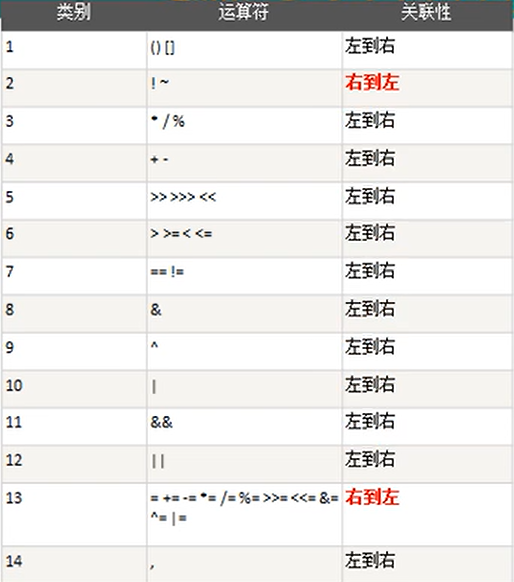 类别 运算符 关联性
1 () [] 左到右
2 ! ~ 右到左
3 * / % 左到右
4 + - 左到右
5 >> >>> << 左到右
6 > >= < <= 左到右
7 == != 左到右
8 & 左到右
9 ^ 左到右
10 | 左到右
11 && 左到右
12 || 左到右
13 = += -= *= /= %= >>= <<= &= 右到左
^= |=
14 , 左到右